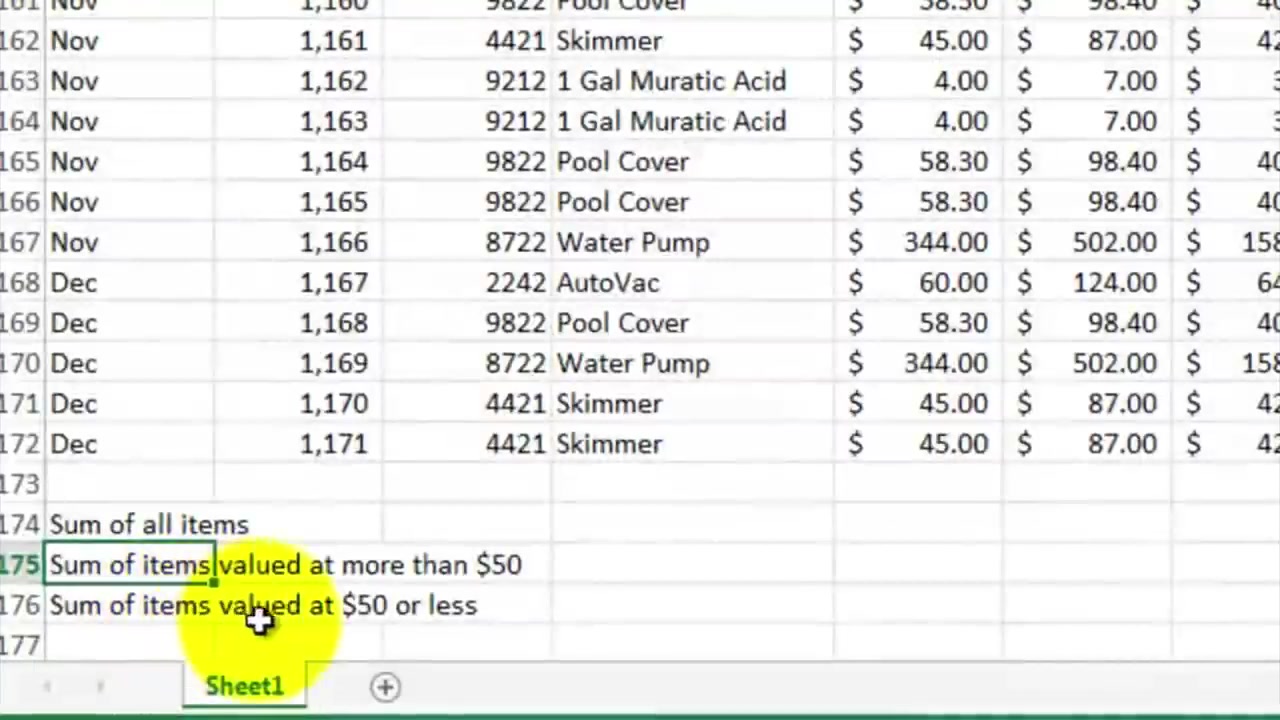 161 Nov 1,160 9822 Pool Cover $ 58.30 $ 98.40 $ 40
162 Nov 1,161 4421 Skimmer $ 45.00 $ 87.00 $ 42
163 Nov 1,162 9212 1 Gal Muratic Acid $ 4.00 $ 7.00 $ 3
164 Nov 1,163 9212 1 Gal Muratic Acid $ 4.00 $ 7.00 $ 3
165 Nov 1,164 9822 Pool Cover $ 58.30 $ 98.40 $ 40
166 Nov 1,165 9822 Pool Cover $ 58.30 $ 98.40 $ 40
167 Nov 1,166 8722 Water Pump $ 344.00 $ 502.00 $ 158
168 Dec 1,167 2242 AutoVac $ 60.00 $ 124.00 $ 64
169 Dec 1,168 9822 Pool Cover $ 58.30 $ 98.40 $ 40
170 Dec 1,169 8722 Water Pump $ 344.00 $ 502.00 $ 158
171 Dec 1,170 4421 Skimmer $ 45.00 $ 87.00 $ 42
172 Dec 1,171 4421 Skimmer $ 45.00 $ 87.00 $ 42
173
174 Sum of all items
175 Sum of items valued at more than $50
176 Sum of items valued at $50 or less
177
Sheet1